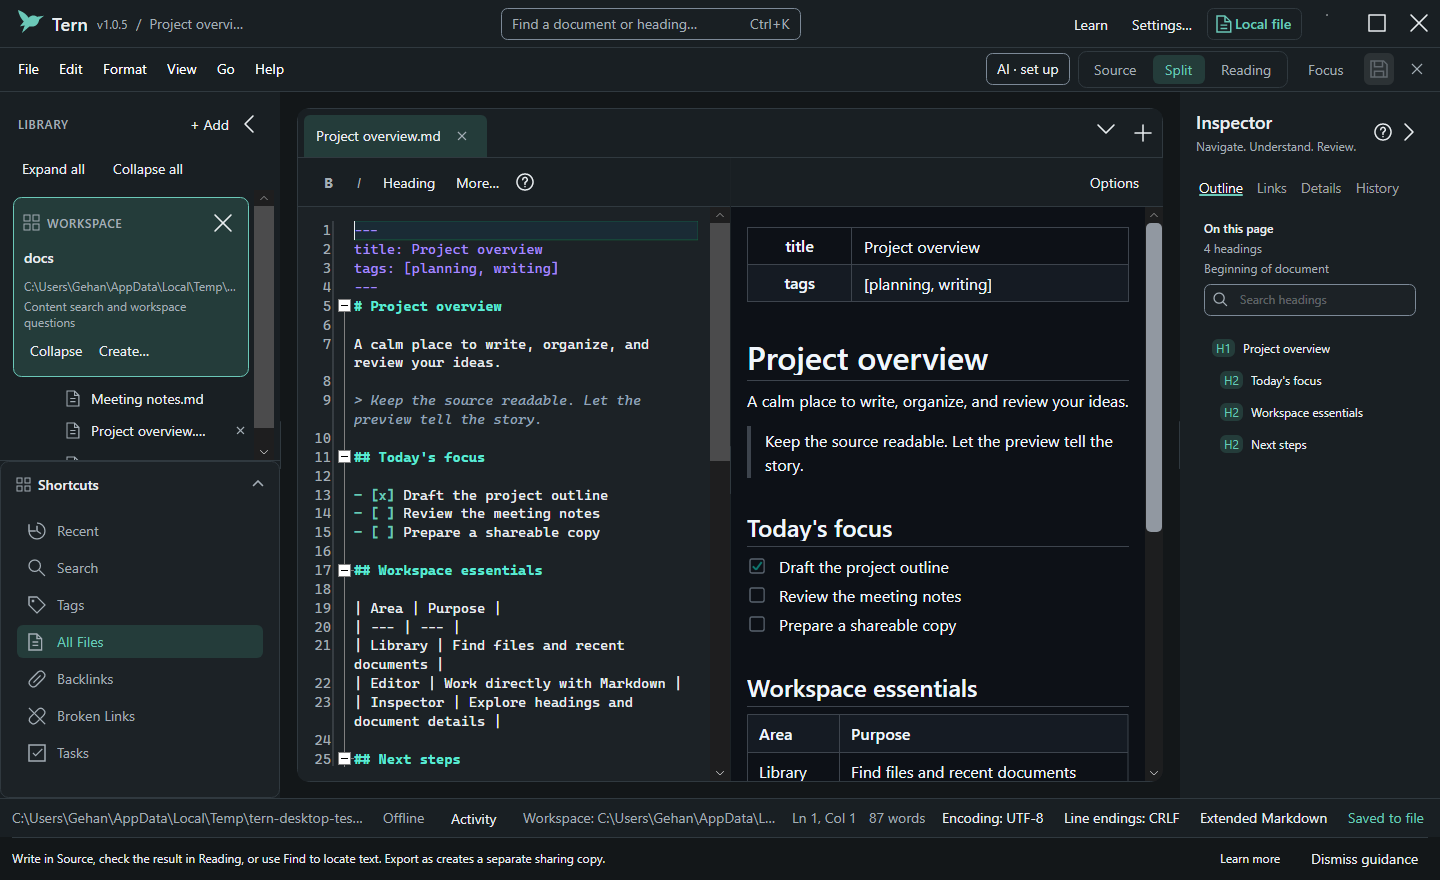 Tern v1.0.5 / Project overvi...
Find a document or heading... Ctrl+K
Learn Settings... Local file
File Edit Format View Go Help
AI · set up Source Split Reading Focus
LIBRARY + Add
Expand all Collapse all
WORKSPACE
docs
C:\Users\Gehan\AppData\Local\Temp\...
Content search and workspace
questions
Collapse Create...
Meeting notes.md
Project overview....
Shortcuts
Recent
Search
Tags
All Files
Backlinks
Broken Links
Tasks
Project overview.md
B I Heading More... Options
1 ---
2 title: Project overview
3 tags: [planning, writing]
4 ---
5 # Project overview
6
7 A calm place to write, organize, and
review your ideas.
8
9 > Keep the source readable. Let the
preview tell the story.
10
11 ## Today's focus
12
13 - [x] Draft the project outline
14 - [ ] Review the meeting notes
15 - [ ] Prepare a shareable copy
16
17 ## Workspace essentials
18
19 | Area | Purpose |
20 | --- | --- |
21 | Library | Find files and recent
documents |
22 | Editor | Work directly with Markdown |
23 | Inspector | Explore headings and
document details |
24
25 ## Next steps
title Project overview
tags [planning, writing]
Project overview
A calm place to write, organize, and review your ideas.
Keep the source readable. Let the preview tell the
story.
Today's focus
Draft the project outline
Review the meeting notes
Prepare a shareable copy
Workspace essentials
Area Purpose
Library Find files and recent documents
Inspector
Navigate. Understand. Review.
Outline Links Details History
On this page
4 headings
Beginning of document
Search headings
H1 Project overview
H2 Today's focus
H2 Workspace essentials
H2 Next steps
C:\Users\Gehan\AppData\Local\Temp\tern-desktop-tes... Offline Activity Workspace: C:\Users\Gehan\AppData\L... Ln 1, Col 1 87 words Encoding: UTF-8 Line endings: CRLF Extended Markdown Saved to file
Write in Source, check the result in Reading, or use Find to locate text. Export as creates a separate sharing copy. Learn more Dismiss guidance